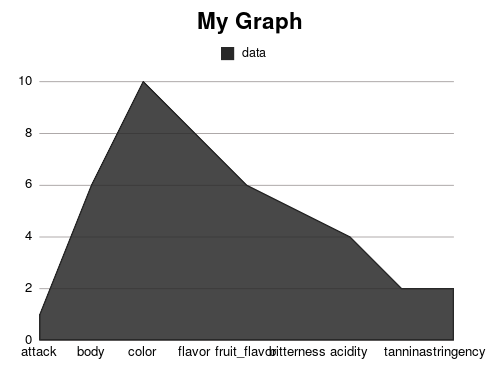 My Graph
data
10
8
6
4
2
0
attack body color flavor fruit_flavor bitterness acidity tannin astringency